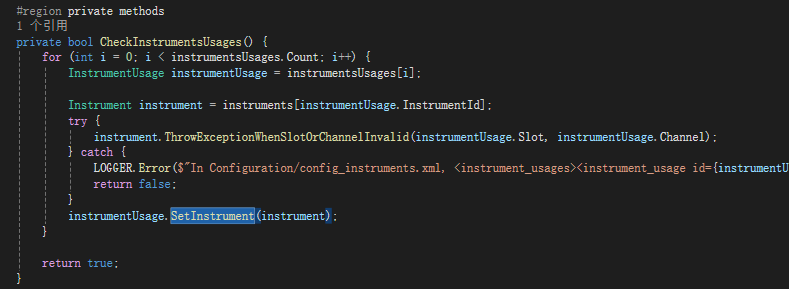 #region private methods
1 个引用
private bool CheckInstrumentsUsages() {
for (int i = 0; i < instrumentsUsages.Count; i++) {
InstrumentUsage instrumentUsage = instrumentsUsages[i];
Instrument instrument = instruments[instrumentUsage.InstrumentId];
try {
instrument.ThrowExceptionWhenSlotOrChannelInvalid(instrumentUsage.Slot, instrumentUsage.Channel);
} catch {
LOGGER.Error($"In Configuration/config_instruments.xml, <instrument_usages><instrument_usage id={instrumentU
return false;
}
instrumentUsage.SetInstrument(instrument);
}
return true;
}